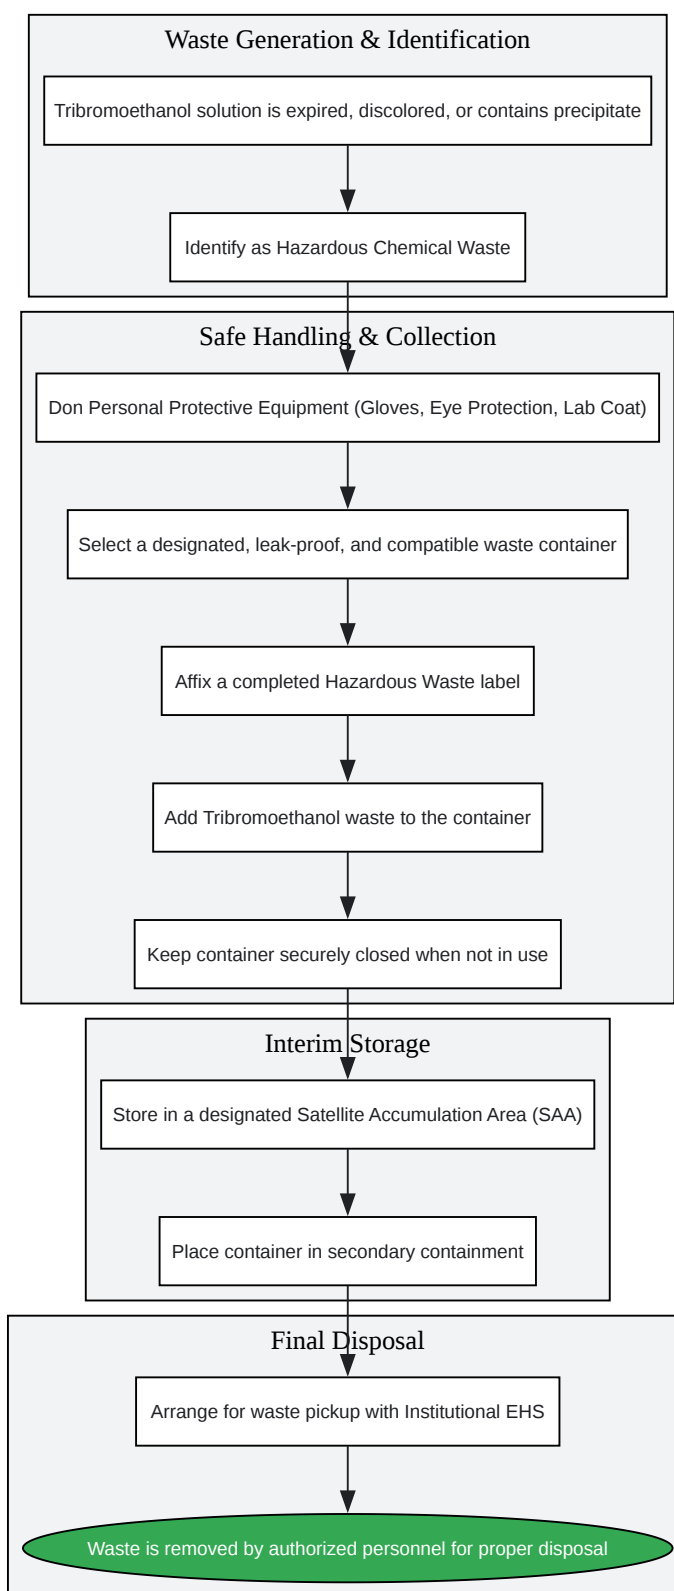 Waste Generation & Identification
Tribromoethanol solution is expired, discolored, or contains precipitate
Identify as Hazardous Chemical Waste
Safe Handling & Collection
Don Personal Protective Equipment (Gloves, Eye Protection, Lab Coat)
Select a designated, leak-proof, and compatible waste container
Affix a completed Hazardous Waste label
Add Tribromoethanol waste to the container
Keep container securely closed when not in use
Interim Storage
Store in a designated Satellite Accumulation Area (SAA)
Place container in secondary containment
Final Disposal
Arrange for waste pickup with Institutional EHS
Waste is removed by authorized personnel for proper disposal